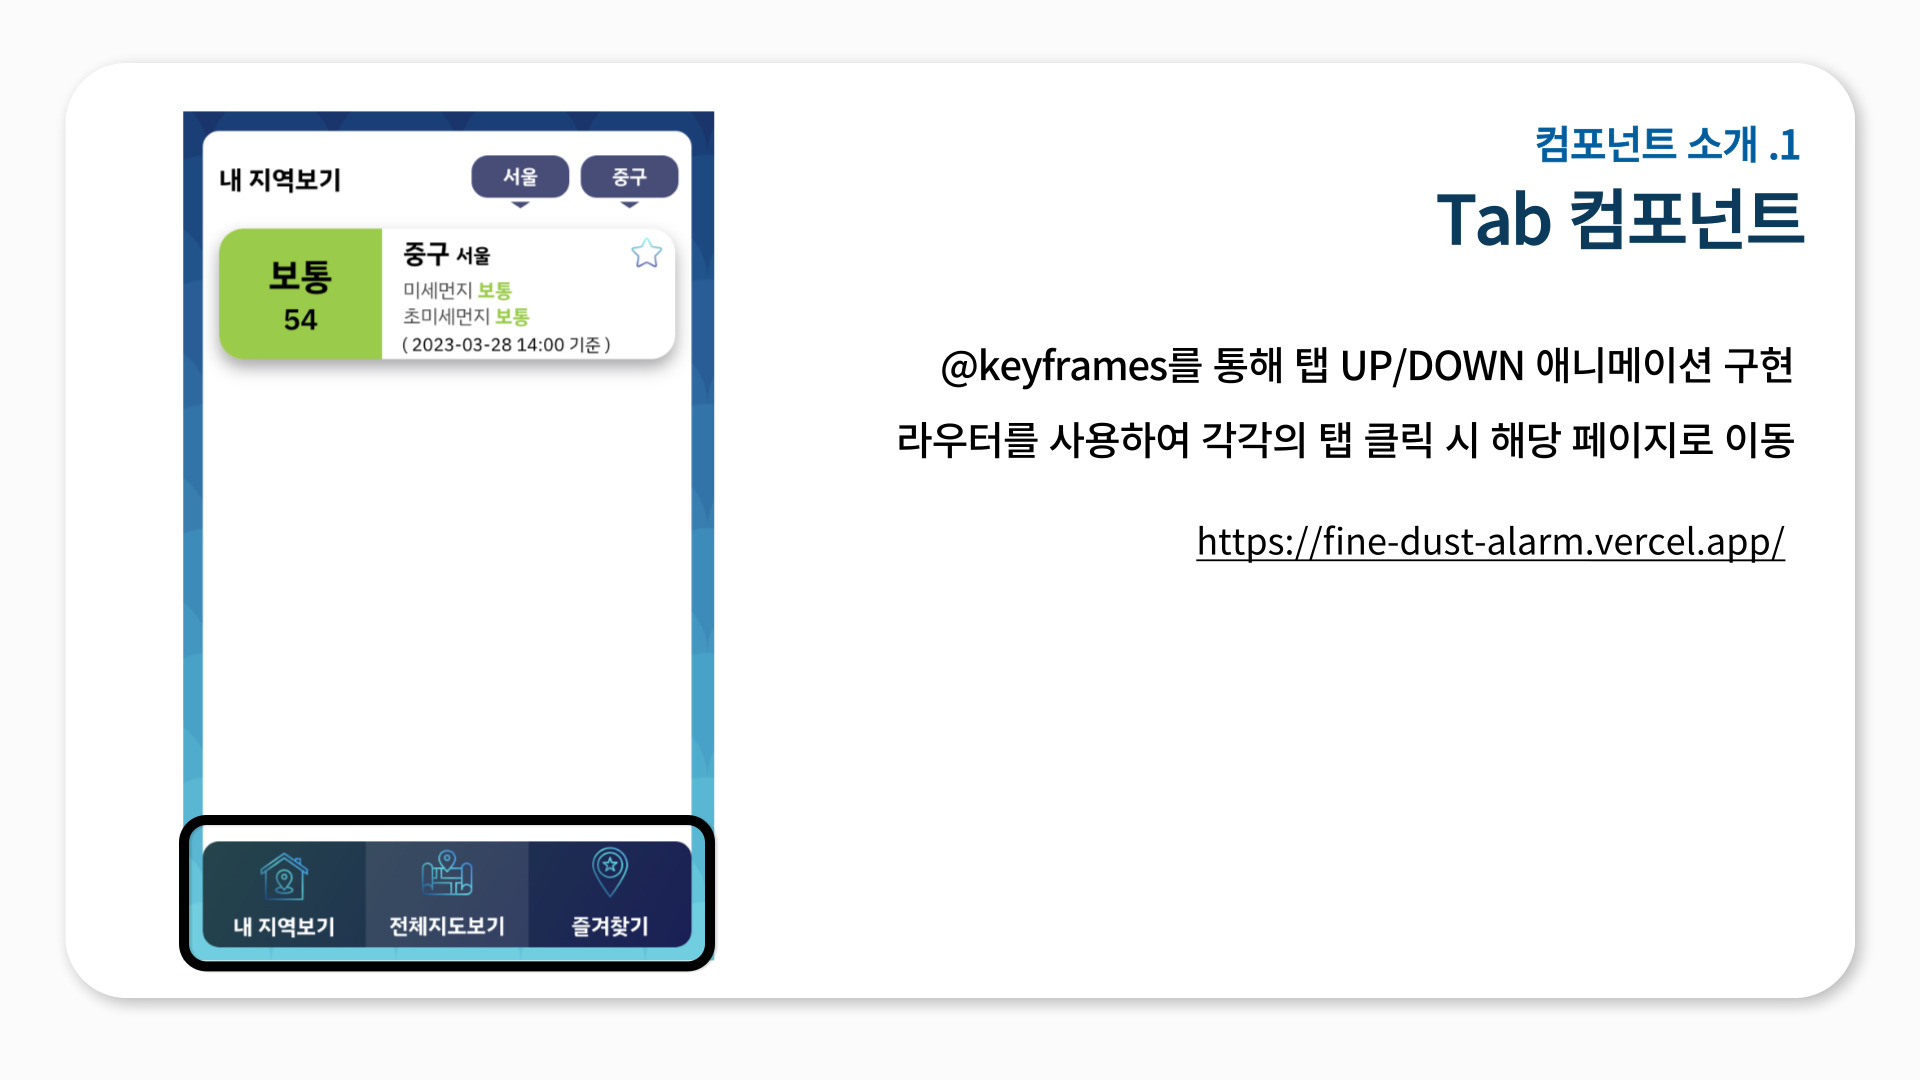 내 지역보기
서울
중구
보통
54
중구 서울
미세먼지 보통
초미세먼지 보통
( 2023-03-28 14:00 기준 )
내 지역보기
전체지도보기
즐겨찾기
컴포넌트 소개 .1
Tab 컴포넌트
@keyframes를 통해 탭 UP/DOWN 애니메이션 구현
라우터를 사용하여 각각의 탭 클릭 시 해당 페이지로 이동
https://fine-dust-alarm.vercel.app/